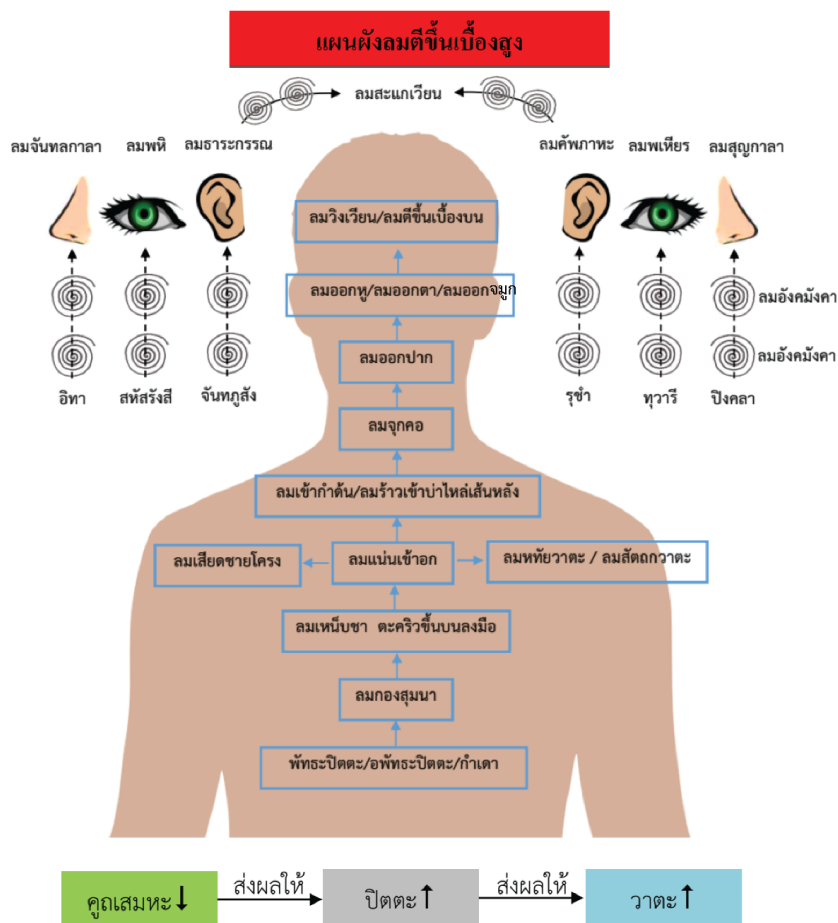 แผนผังลมตีขึ้นเบื้องสูง
ลมสะแกเวียน
ลมจันทลกาลา ลมพหิ ลมธาระกรรณ ลมคัพภาหะ ลมพเหียร ลมสุญกาลา
ลมวิงเวียน/ลมตีขึ้นเบื้องบน
ลมออกหู/ลมออกตา/ลมออกจมูก
ลมอังคมังคา
ลมออกปาก
ลมอังคมังคา
อิทา สหัสรังสี จันทภูสัง รุชำ ทุวารี ปิงคลา
ลมจุกคอ
ลมเข้ากำด้น/ลมร้าวเข้าบ่าไหล่เส้นหลัง
ลมเสียดชายโครง ลมแน่นเข้าอก ลมหทัยวาตะ / ลมสัตถกวาตะ
ลมเหน็บชา ตะคริวขึ้นบนลงมือ
ลมกองสุมนา
พัทธะปิตตะ/อพัทธะปิตตะ/กำเดา
คูถเสมหะ↓ ส่งผลให้ ปิตตะ↑ ส่งผลให้ วาตะ↑